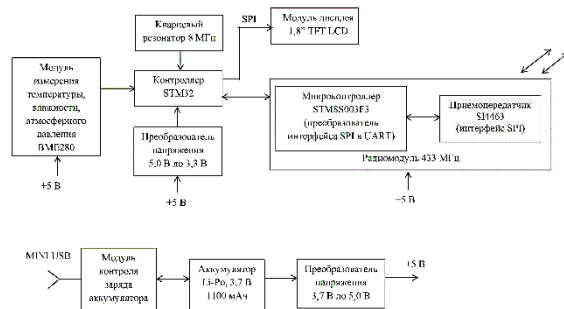 Кварцевый
резонатор 8 МГц
SPI
Модуль дисплея
1,8" TFT LCD
Модуль
измерения
температуры,
влажности,
атмосферного
давления
BME280
Контроллер
STM32
Микроконтроллер
STM8S003F3
(преобразователь
интерфейса SPI в UART)
Приемопередатчик
SI4463
(интерфейс SPI)
Радиомодуль 433 МГц
Преобразователь
напряжения
5,0 В до 3,3 В
+5 В
+5 В
+5 В
MINI USB
Модуль
контроля
заряда
аккумулятора
Аккумулятор
Li-Po, 3,7 В
1100 мАч
Преобразователь
напряжения
3,7 В до 5,0 В
+5 В